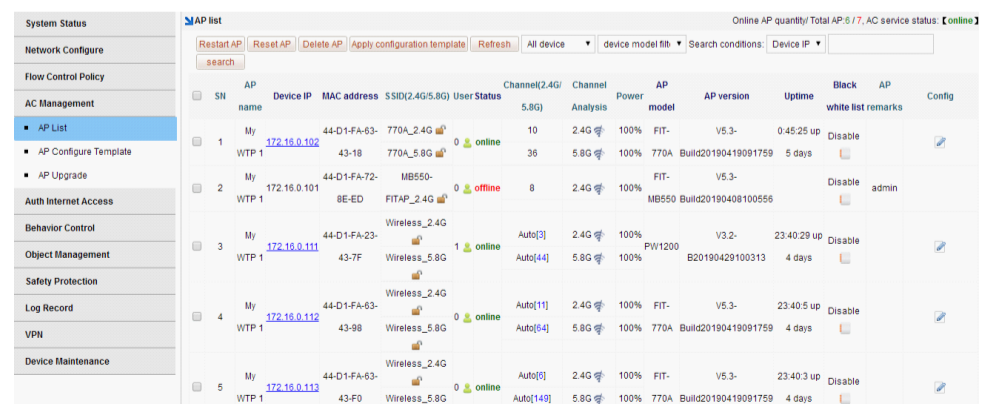 System Status
Network Configure
Flow Control Policy
AC Management
AP List
AP Configure Template
AP Upgrade
Auth Internet Access
Behavior Control
Object Management
Safety Protection
Log Record
VPN
Device Maintenance
AP list
Online AP quantity/ Total AP:6 / 7, AC service status:【online】
Restart AP Reset AP Delete AP Apply configuration template Refresh All device device model filt Search conditions: Device IP
search
SN AP name Device IP MAC address SSID(2.4G/5.8G) User Status Channel(2.4G/5.8G) Channel Analysis Power AP model AP version Uptime Black white list AP remarks Config
1 My WTP 1 172.16.0.102 44-D1-FA-63-43-18 770A_2.4G 770A_5.8G 0 online 10 36 2.4G 5.8G 100% 100% FIT-770A V5.3-Build20190419091759 0:45:25 up 5 days Disable
2 My WTP 1 172.16.0.101 44-D1-FA-72-8E-ED MB550-FITAP_2.4G 0 offline 8 2.4G 100% FIT-MB550 V5.3-Build20190408100556 Disable admin
3 My WTP 1 172.16.0.111 44-D1-FA-23-43-7F Wireless_2.4G Wireless_5.8G 1 online Auto[3] Auto[44] 2.4G 5.8G 100% 100% PW1200 V3.2-B20190429100313 23:40:29 up 4 days Disable
4 My WTP 1 172.16.0.112 44-D1-FA-63-43-98 Wireless_2.4G Wireless_5.8G 0 online Auto[11] Auto[64] 2.4G 5.8G 100% 100% FIT-770A V5.3-Build20190419091759 23:40:5 up 4 days Disable
5 My WTP 1 172.16.0.113 44-D1-FA-63-43-F0 Wireless_2.4G Wireless_5.8G 0 online Auto[6] Auto[149] 2.4G 5.8G 100% 100% FIT-770A V5.3-Build20190419091759 23:40:3 up 4 days Disable